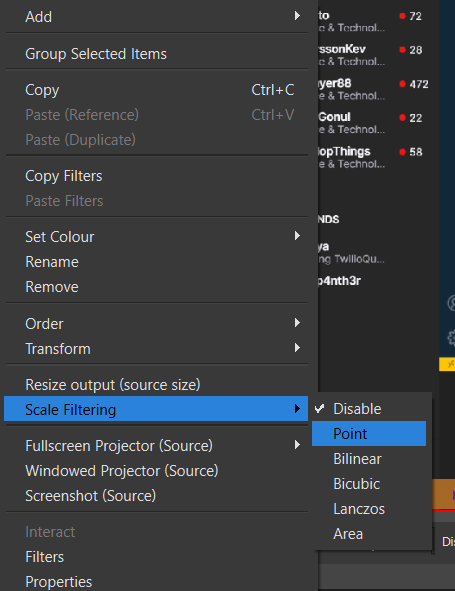 Add
Group Selected Items
Copy Ctrl+C
Paste (Reference) Ctrl+V
Paste (Duplicate)
Copy Filters
Paste Filters
Set Colour
Rename
Remove
Order
Transform
Resize output (source size)
Scale Filtering
Fullscreen Projector (Source)
Windowed Projector (Source)
Screenshot (Source)
Interact
Filters
Properties
Disable
Point
Bilinear
Bicubic
Lanczos
Area
to 72
e & Technol...
rssonKev 28
e & Technol...
yer88 472
e & Technol...
Gonul 22
e & Technol...
lopThings 58
e & Technol...
NDS
ya
ng TwilioQu...
p4nth3r
Di